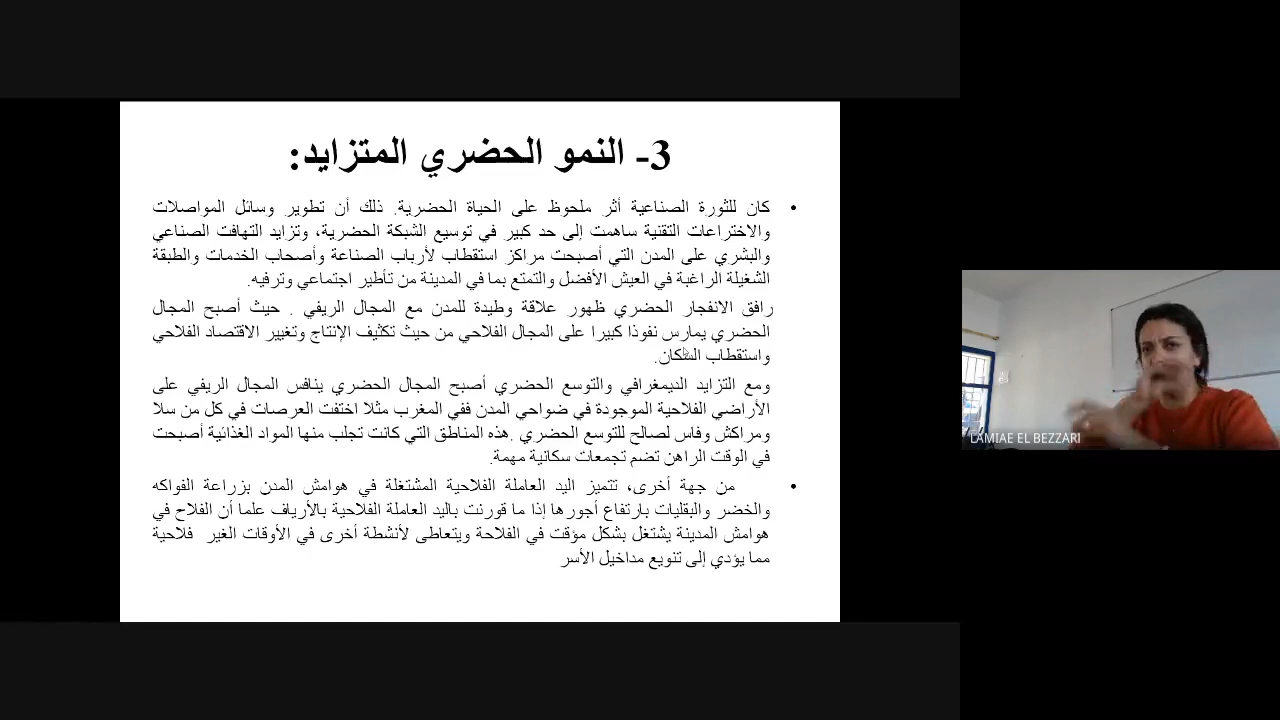 3- النمو الحضري المتزايد:
• كان للثورة الصناعية أثر ملحوظ على الحياة الحضرية. ذلك أن تطوير وسائل المواصلات
والاختراعات التقنية ساهمت إلى حد كبير في توسيع الشبكة الحضرية، وتزايد التهافت الصناعي
والبشري على المدن التي أصبحت مراكز استقطاب لأرباب الصناعة وأصحاب الخدمات والطبقة
الشغيلة الراغبة في العيش الأفضل والتمتع بما في المدينة من تأطير اجتماعي وترفيه.
رافق الانفجار الحضري ظهور علاقة وطيدة للمدن مع المجال الريفي . حيث أصبح المجال
الحضري يمارس نفوذا كبيرا على المجال الفلاحي من حيث تكثيف الإنتاج وتغيير الاقتصاد الفلاحي
واستقطاب السكان.
ومع التزايد الديمغرافي والتوسع الحضري أصبح المجال الحضري ينافس المجال الريفي على
الأراضي الفلاحية الموجودة في ضواحي المدن ففي المغرب مثلا اختفت العرصات في كل من سلا
ومراكش وفاس لصالح للتوسع الحضري .هذه المناطق التي كانت تجلب منها المواد الغذائية أصبحت
في الوقت الراهن تضم تجمعات سكانية مهمة.
• من جهة أخرى، تتميز اليد العاملة الفلاحية المشتغلة في هوامش المدن بزراعة الفواكه
والخضر والبقليات بارتفاع أجورها إذا ما قورنت باليد العاملة الفلاحية بالأرياف علما أن الفلاح في
هوامش المدينة يشتغل بشكل مؤقت في الفلاحة ويتعاطى لأنشطة أخرى في الأوقات الغير فلاحية
مما يؤدي إلى تنويع مداخيل الأسر
LAMIAE EL BEZZARI